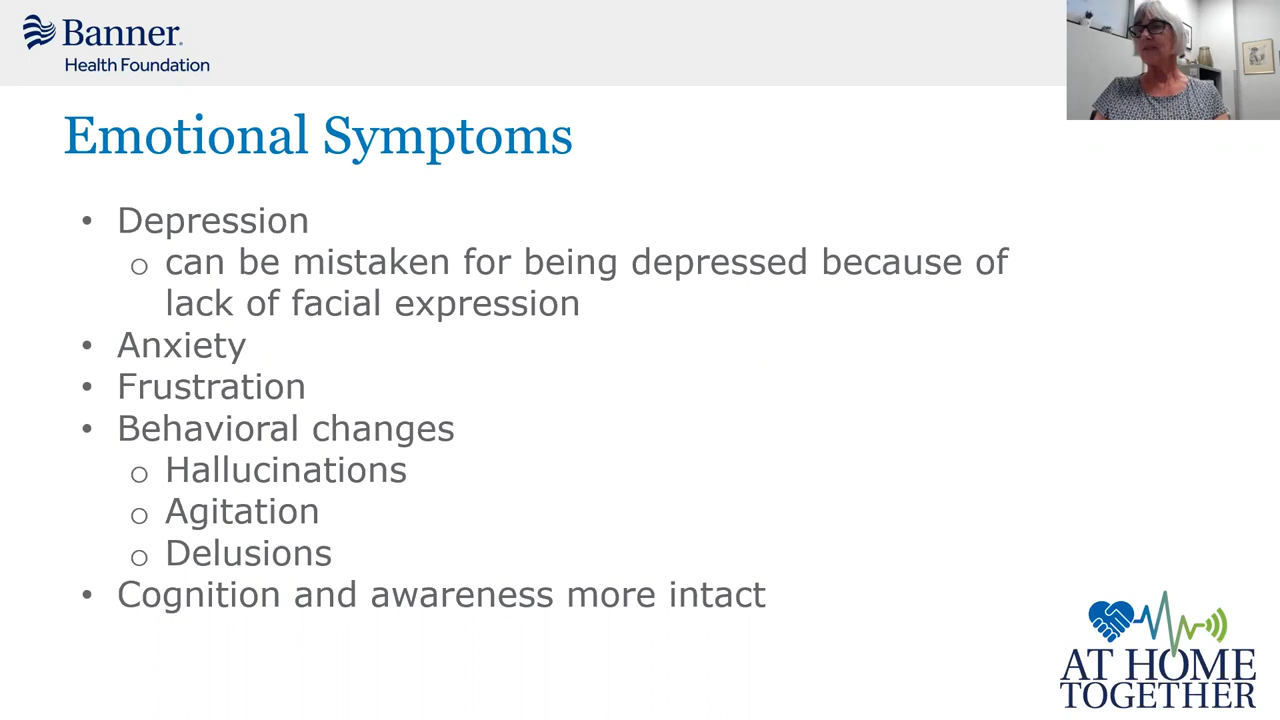 Banner
Health Foundation
Emotional Symptoms
• Depression
o can be mistaken for being depressed because of
lack of facial expression
• Anxiety
• Frustration
• Behavioral changes
o Hallucinations
o Agitation
o Delusions
• Cognition and awareness more intact
AT HOME
TOGETHER